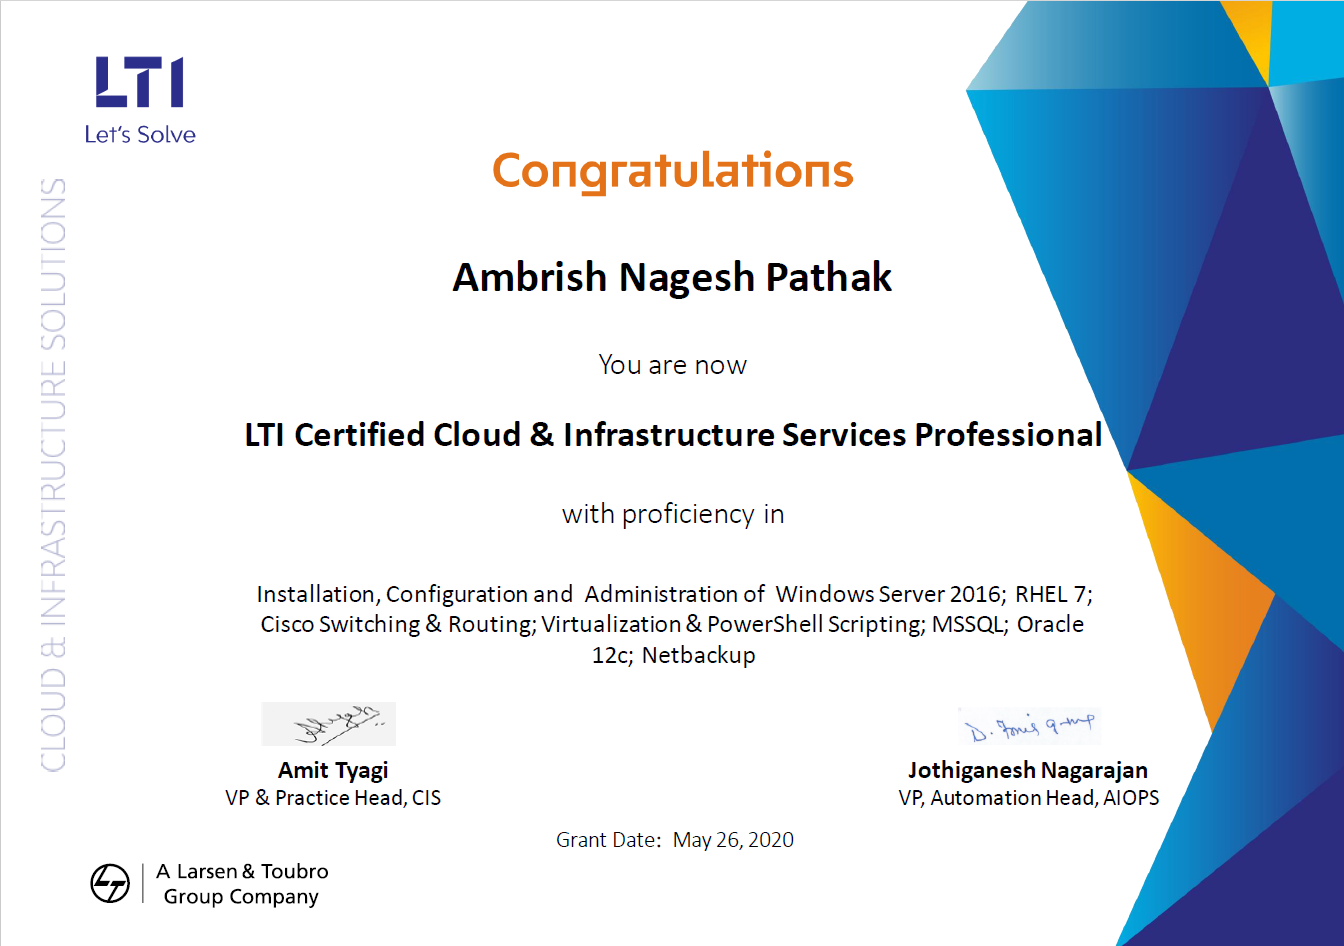 LTI
Let's Solve
CLOUD & INFRASTRUCTURE SOLUTIONS
Congratulations
Ambrish Nagesh Pathak
You are now
LTI Certified Cloud & Infrastructure Services Professional
with proficiency in
Installation, Configuration and Administration of Windows Server 2016; RHEL 7;
Cisco Switching & Routing; Virtualization & PowerShell Scripting; MSSQL; Oracle
12c; Netbackup
Amit Tyagi
VP & Practice Head, CIS
Jothiganesh Nagarajan
VP, Automation Head, AIOPS
Grant Date: May 26, 2020
A Larsen & Toubro
Group Company